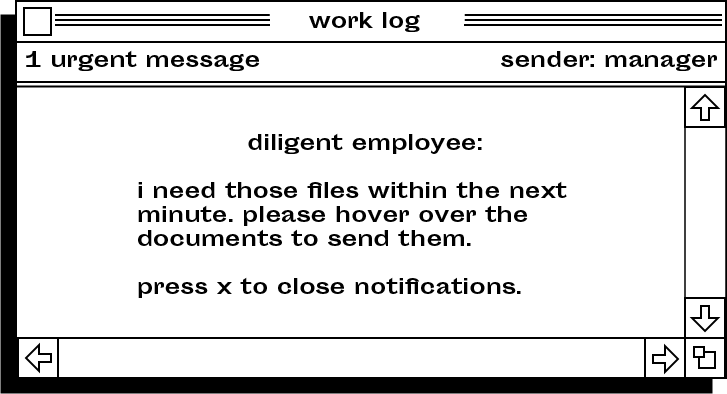 work log
1 urgent message
sender: manager
diligent employee:
i need those files within the next
minute. please hover over the
documents to send them.
press x to close notifications.